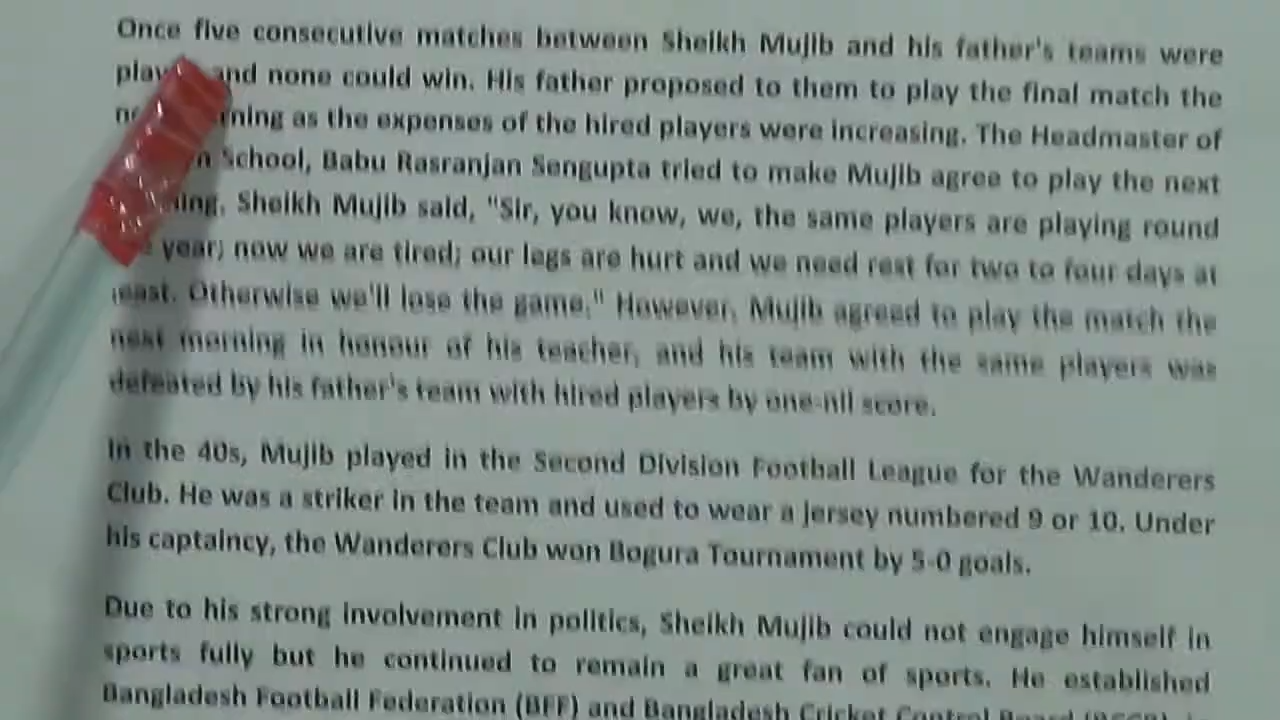 Once five consecutive matches between Sheikh Mujib and his father's teams were
and none could win. His father proposed to them to play the final match the
as the expenses of the hired players were increasing. The Headmaster of
School, Babu Rasranjan Sengupta tried to make Mujib agree to play the next
Sheikh Mujib said, "Sir, you know, we, the same players are playing round
year; now we are tired; our legs are hurt and we need rest for two to four days at
least. Otherwise we'll lose the game." However, Mujib agreed to play the match the
next morning in honour of his teacher, and his team with the same players was
defeated by his father's team with hired players by one-nil score.
In the 40s, Mujib played in the Second Division Football League for the Wanderers
Club. He was a striker in the team and used to wear a jersey numbered 9 or 10. Under
his captaincy, the Wanderers Club won Bogura Tournament by 5-0 goals.
Due to his strong involvement in politics, Sheikh Mujib could not engage himself in
sports fully but he continued to remain a great fan of sports. He established
Bangladesh Football Federation (BFF) and Bangladesh Cricket Control Board